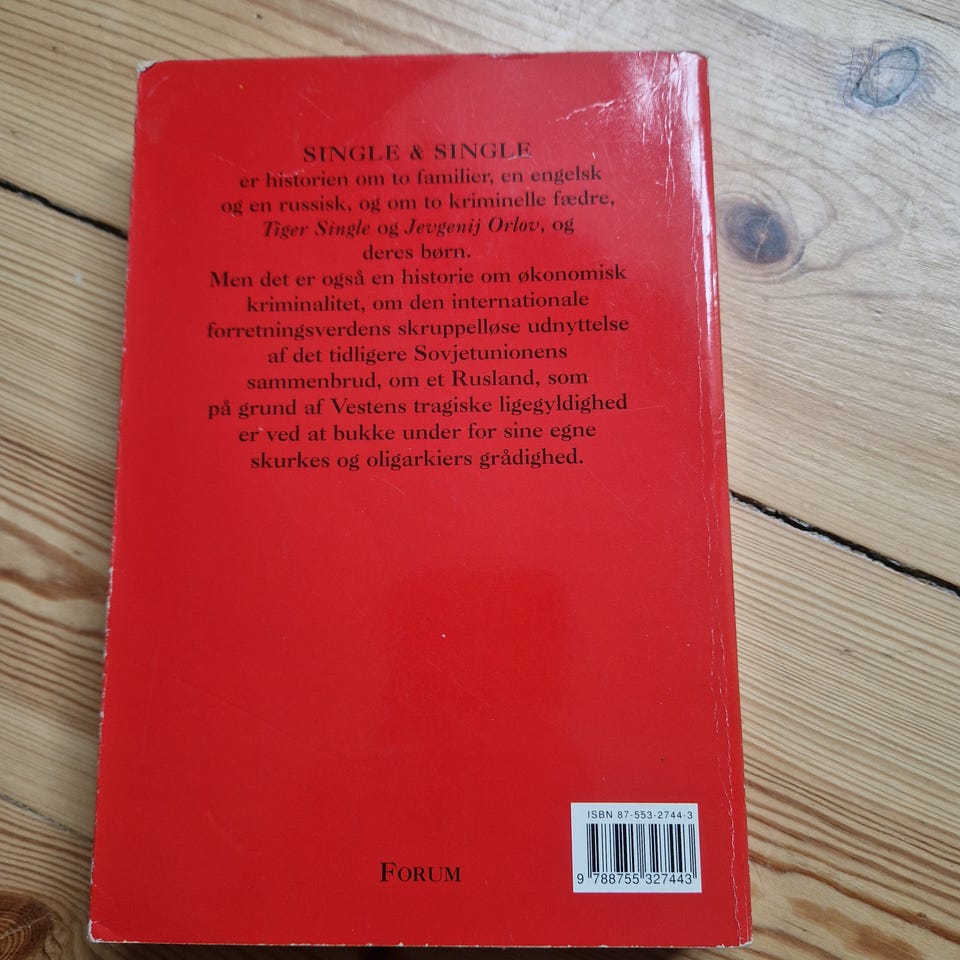 SINGLE & SINGLE
er historien om to familier, en engelsk
og en russisk, og om to kriminelle fædre,
Tiger Single og Jevgenij Orlov, og
deres børn.
Men det er også en historie om økonomisk
kriminalitet, om den internationale
forretningsverdens skruppelløse udnyttelse
af det tidligere Sovjetunionens
sammenbrud, om et Rusland, som
på grund af Vestens tragiske ligegyldighed
er ved at bukke under for sine egne
skurkes og oligarkiers grådighed.
ISBN 87-553-2744-3
9 788755 327443
FORUM